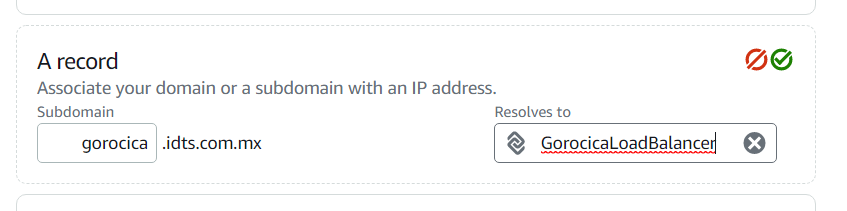 A record
Associate your domain or a subdomain with an IP address.
Subdomain
Resolves to
gorocica .idts.com.mx
GorocicaLoadBalancer